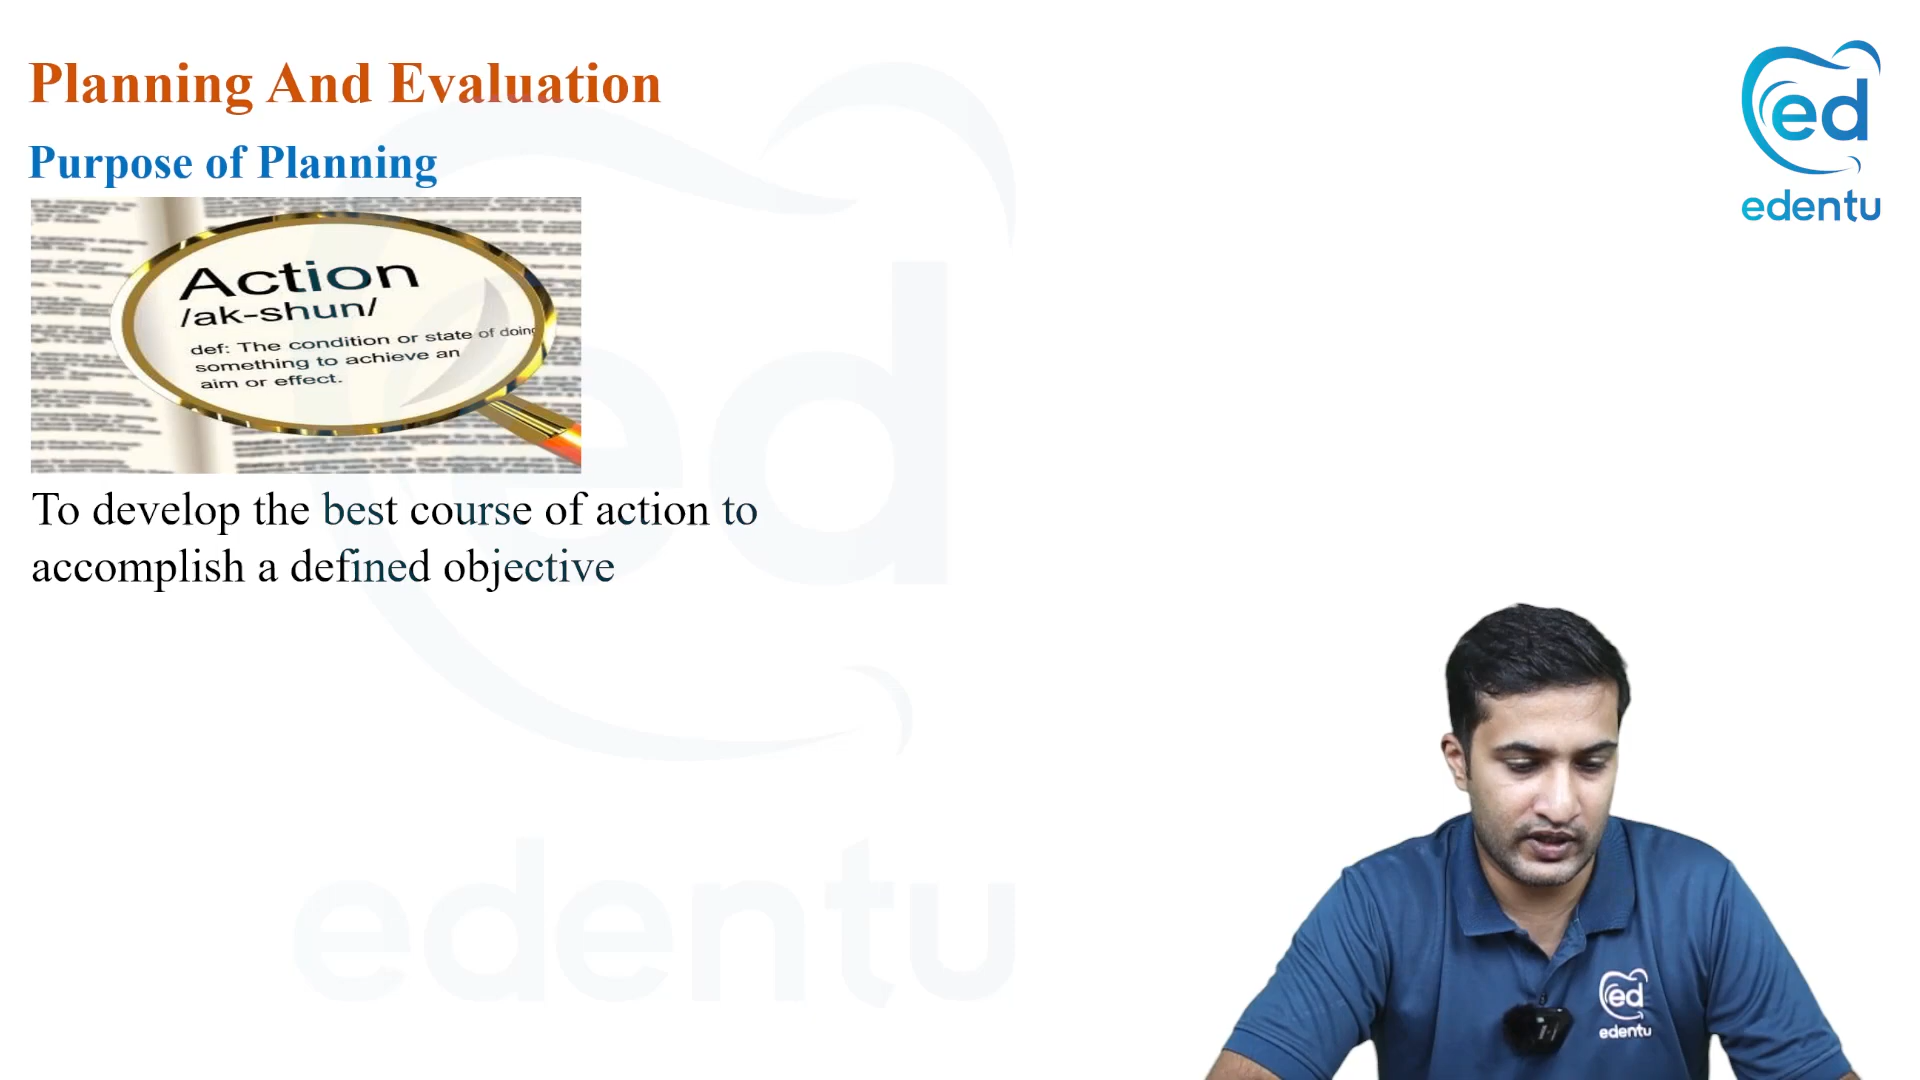 Planning And Evaluation
Purpose of Planning
Action
/ak-shun/
def: The condition or state of doing
something to achieve an
aim or effect.
To develop the best course of action to
accomplish a defined objective
ed
edentu
ed
edentu
ed
edentu